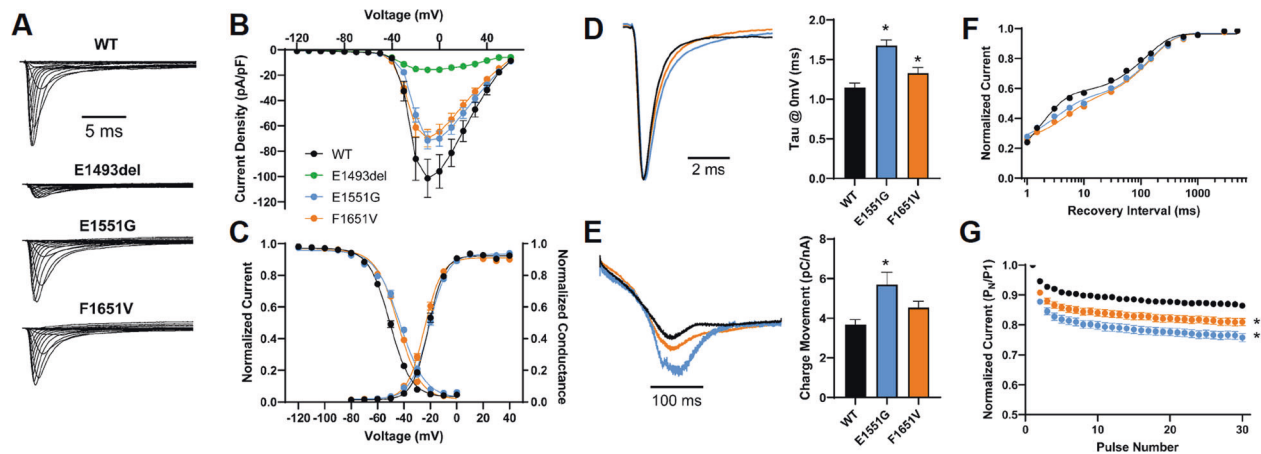 A
WT
5 ms
E1493del
E1551G
F1651V
B
Voltage (mV)
-120 -80 -40 0 40
0
-20
-40
-60
-80
-100
-120
Current Density (pA/pF)
WT
E1493del
E1551G
F1651V
C
1.0
0.8
0.6
0.4
0.2
0.0
Normalized Current
1.0
0.8
0.6
0.4
0.2
0.0
Normalized Conductance
-120 -100 -80 -60 -40 -20 0 20 40
Voltage (mV)
D
2 ms
2.0
1.5
1.0
0.5
0.0
Tau @ 0mV (ms)
*
*
WT
E1551G
F1651V
E
100 ms
8
6
4
2
0
Charge Movement (pC/nA)
*
WT
E1551G
F1651V
F
1.0
0.8
0.6
0.4
0.2
0.0
Normalized Current
1 10 100 1000
Recovery Interval (ms)
G
1.0
0.9
0.8
0.7
0.6
0.5
Normalized Current (PN/P1)
*
*
0 10 20 30
Pulse Number